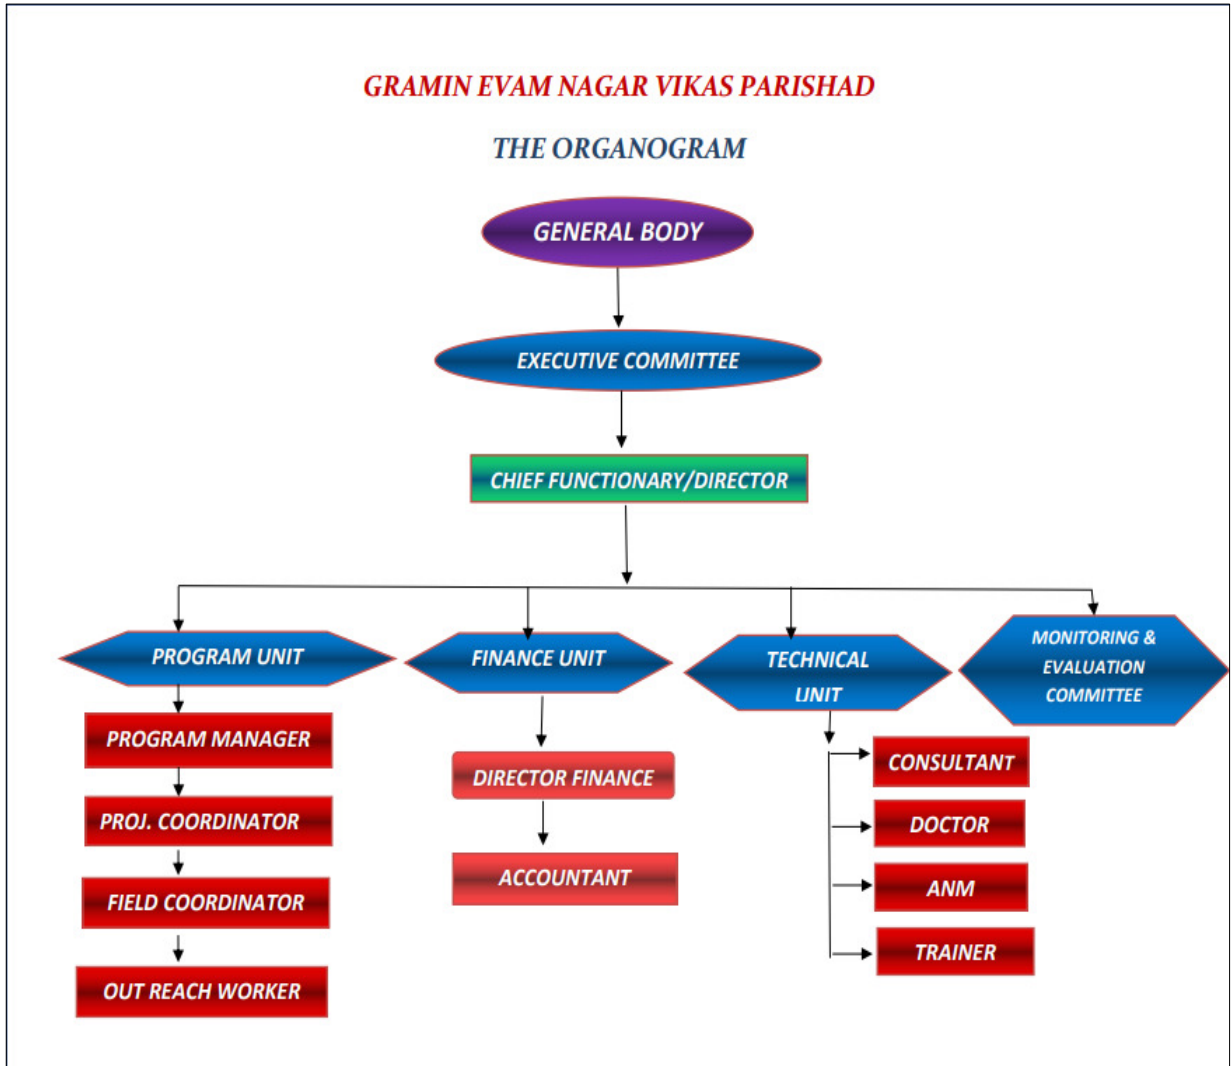 GRAMIN EVAM NAGAR VIKAS PARISHAD
THE ORGANOGRAM
GENERAL BODY
EXECUTIVE COMMITTEE
CHIEF FUNCTIONARY/DIRECTOR
PROGRAM UNIT
FINANCE UNIT
TECHNICAL
UNIT
MONITORING &
EVALUATION
COMMITTEE
PROGRAM MANAGER
PROJ. COORDINATOR
FIELD COORDINATOR
OUT REACH WORKER
DIRECTOR FINANCE
ACCOUNTANT
CONSULTANT
DOCTOR
ANM
TRAINER